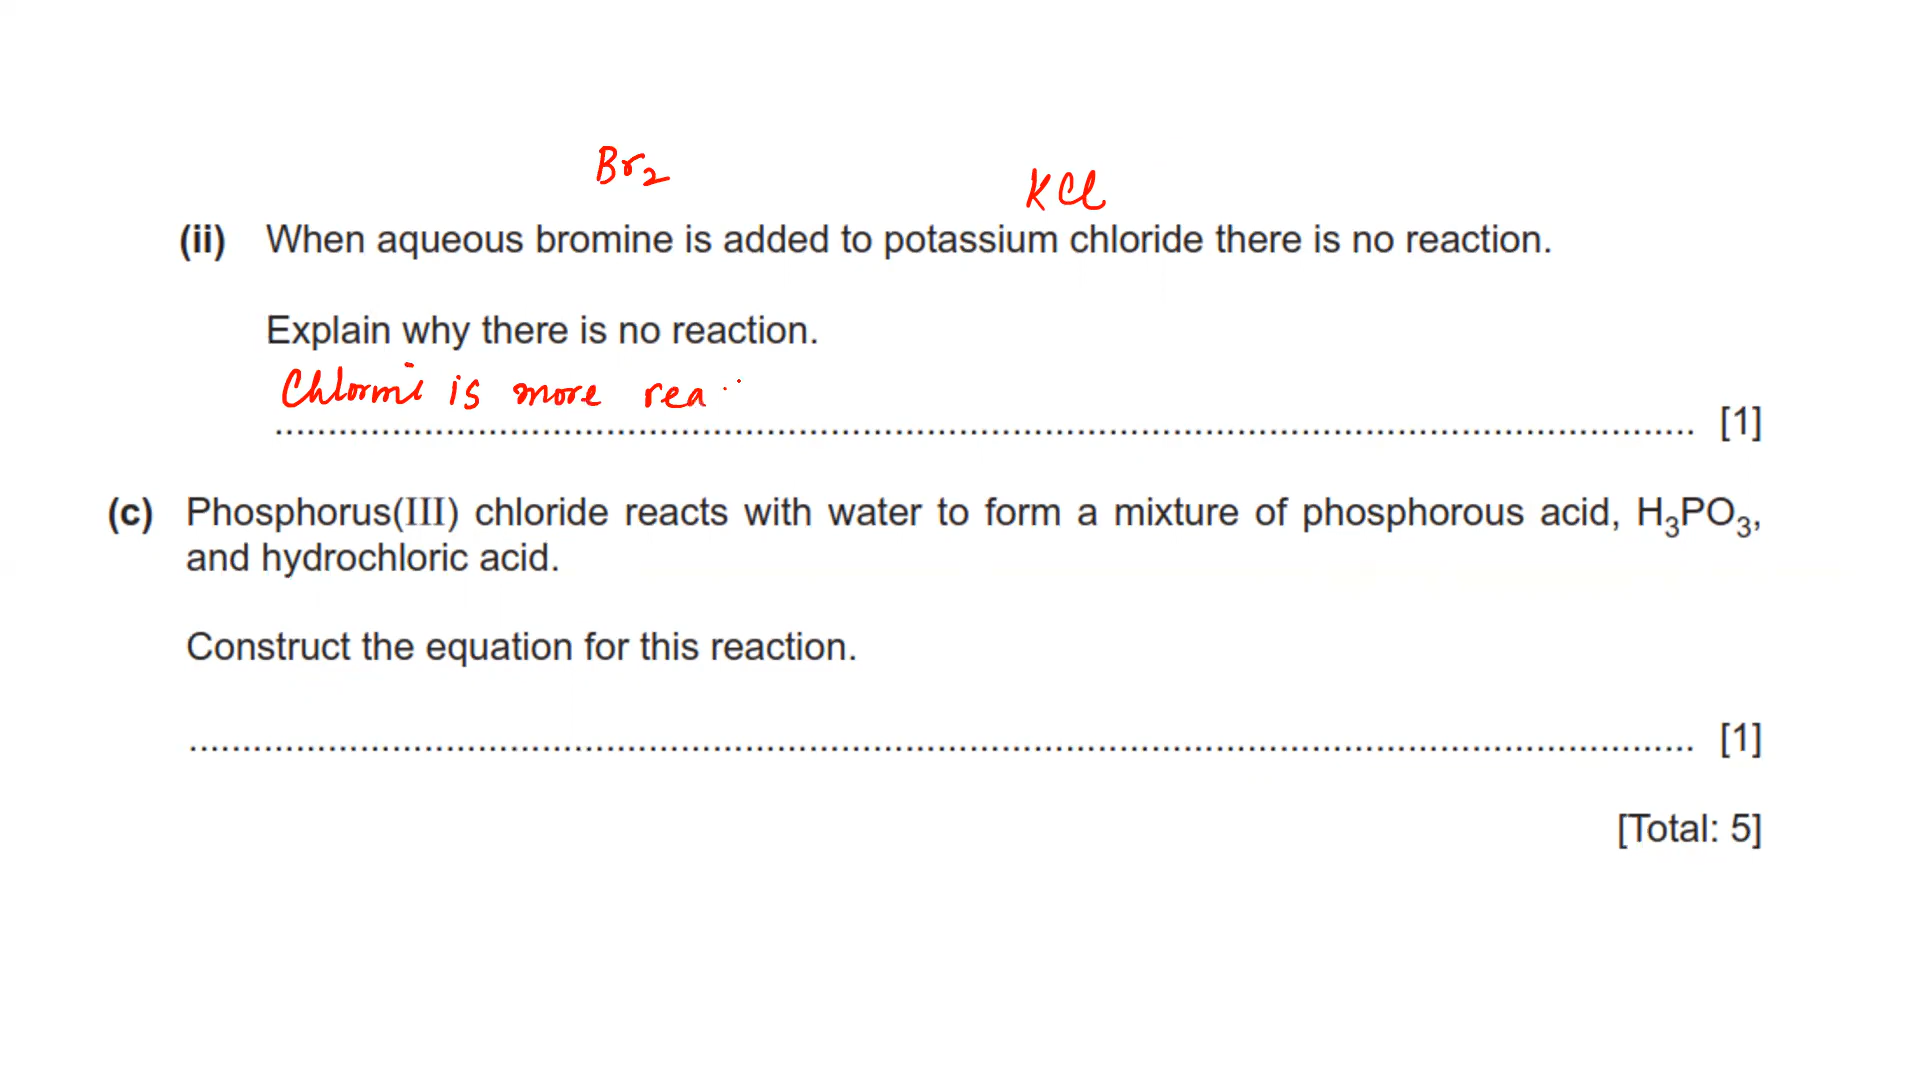 Br₂
KCl
(ii) When aqueous bromine is added to potassium chloride there is no reaction.
Explain why there is no reaction.
Chlorine is more rea
[1]
(c) Phosphorus(III) chloride reacts with water to form a mixture of phosphorous acid, H₃PO₃,
and hydrochloric acid.
Construct the equation for this reaction.
[1]
[Total: 5]